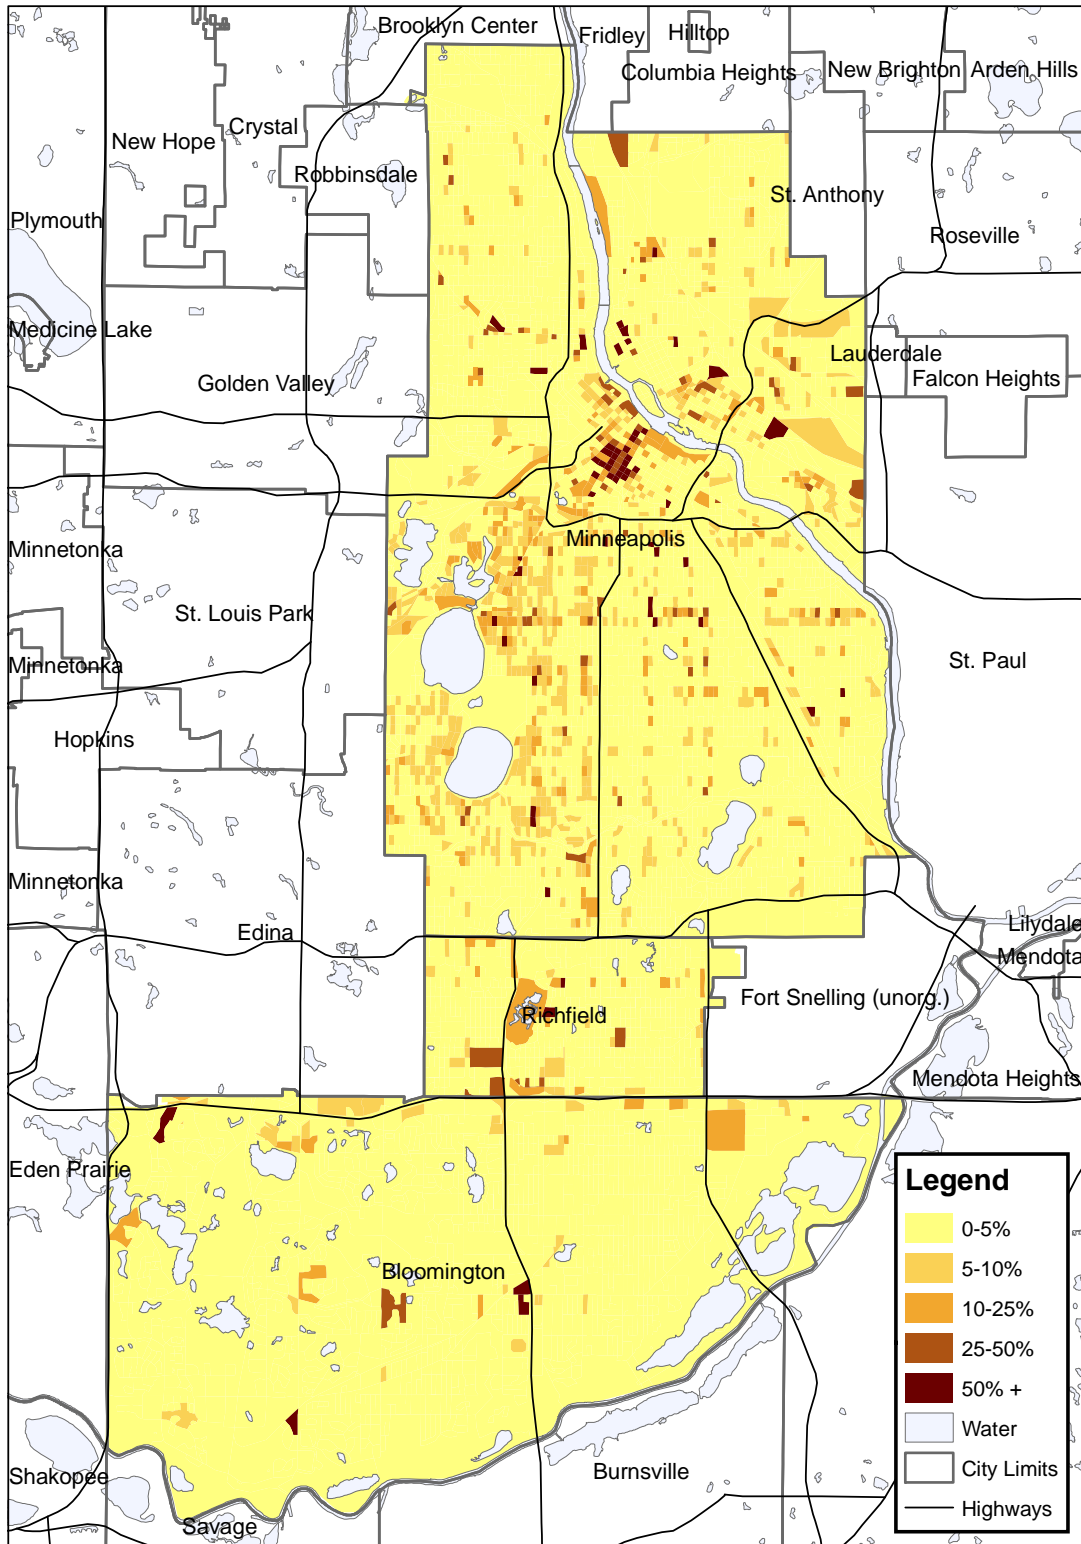 Brooklyn Center
Fridley
Hilltop
Columbia Heights
New Brighton
Arden Hills
New Hope
Crystal
Robbinsdale
St. Anthony
Plymouth
Roseville
Medicine Lake
Golden Valley
Lauderdale
Falcon Heights
Minneapolis
Minnetonka
St. Louis Park
Minnetonka
St. Paul
Hopkins
Minnetonka
Edina
Lilydale
Mendota
Fort Snelling (unorg.)
Richfield
Mendota Heights
Eden Prairie
Bloomington
Shakopee
Savage
Burnsville
Legend
0-5%
5-10%
10-25%
25-50%
50% +
Water
City Limits
Highways